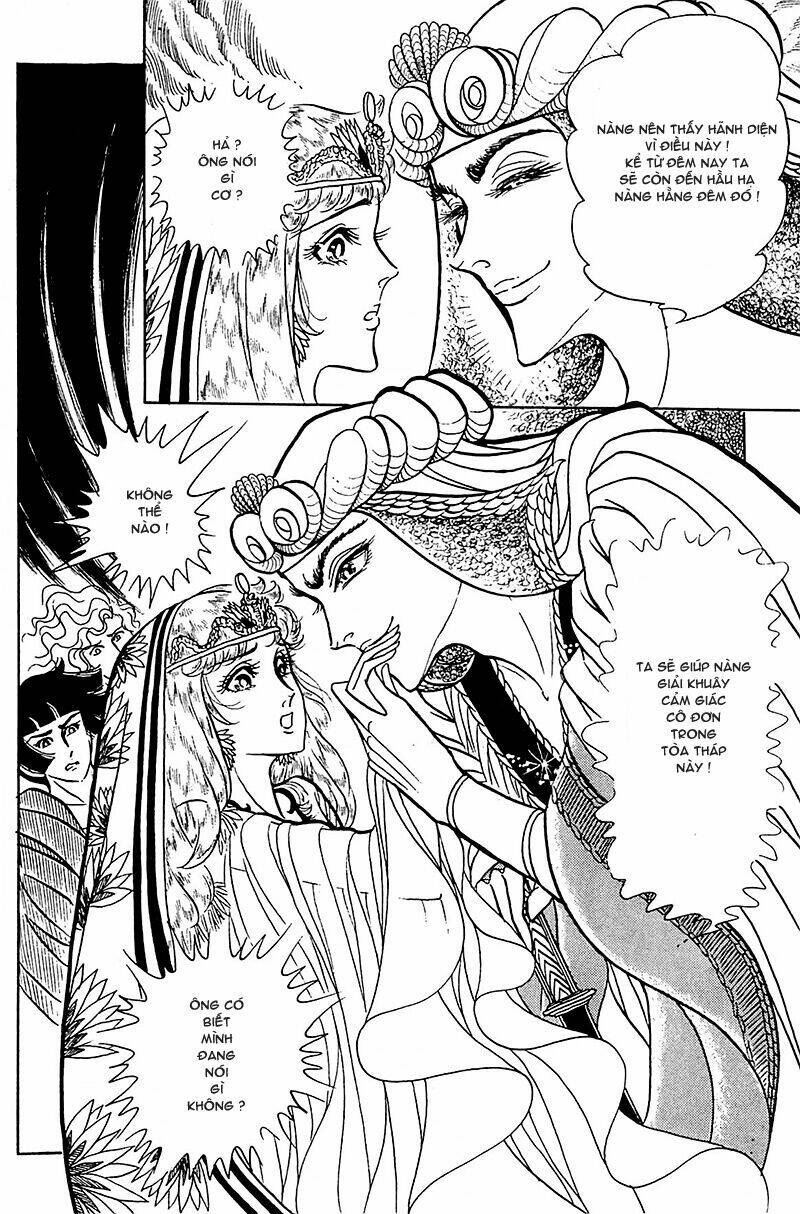 NÀNG NÊN THẤY HÃNH DIỆN
VÌ ĐIỀU NÀY !
KỂ TỪ ĐÊM NAY TA
SẼ CÒN ĐẾN HẦU HẠ
NÀNG HẰNG ĐÊM ĐÓ !
HẢ ?
ÔNG NÓI
GÌ
CƠ ?
KHÔNG
THỂ
NÀO !
TA SẼ GIÚP NÀNG
GIẢI KHUÂY
CẢM GIÁC
CÔ ĐƠN
TRONG
TÒA THÁP
NÀY !
ÔNG CÓ
BIẾT
MÌNH
ĐANG
NÓI
GÌ
KHÔNG ?